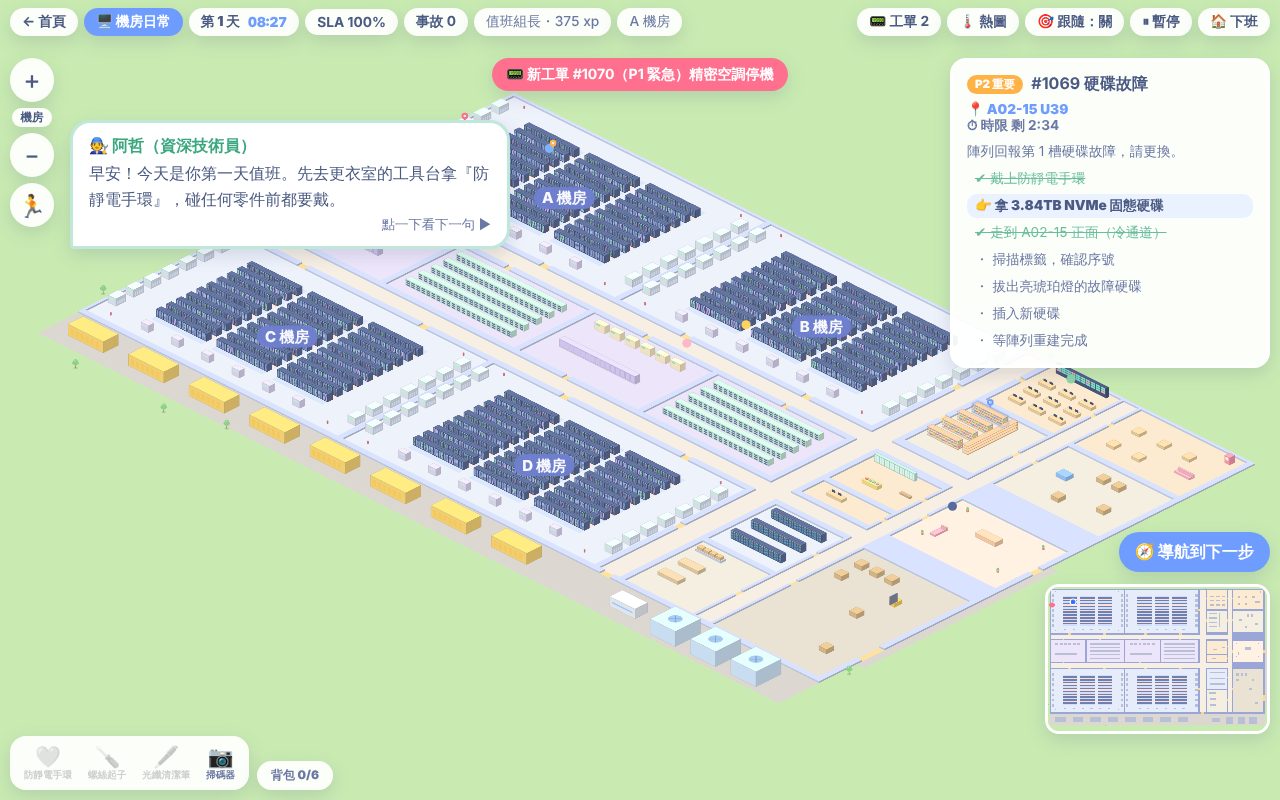 ← 首頁
🖥️ 機房日常
第 1 天 08:27
SLA 100%
事故 0
值班組長・375 xp
A 機房
📟 工單 2
🌡️ 熱圖
🎯 跟隨：關
⏸ 暫停
🏠 下班
📟 新工單 #1070（P1 緊急）精密空調停機
+
機房
−
👩‍🔧 阿哲（資深技術員）
早安！今天是你第一天值班。先去更衣室的工具台拿『防
靜電手環』，碰任何零件前都要戴。
點一下看下一句 ▶
P2 重要 #1069 硬碟故障
📍 A02-15 U39
⏱ 時限 剩 2:34
陣列回報第 1 槽硬碟故障，請更換。
✔ 戴上防靜電手環
👉 拿 3.84TB NVMe 固態硬碟
✔ 走到 A02-15 正面（冷通道）
・ 掃描標籤，確認序號
・ 拔出亮琥珀燈的故障硬碟
・ 插入新硬碟
・ 等陣列重建完成
A 機房
B 機房
C 機房
D 機房
🧭 導航到下一步
防靜電手環
螺絲起子
光纖清潔筆
掃碼器
背包 0/6